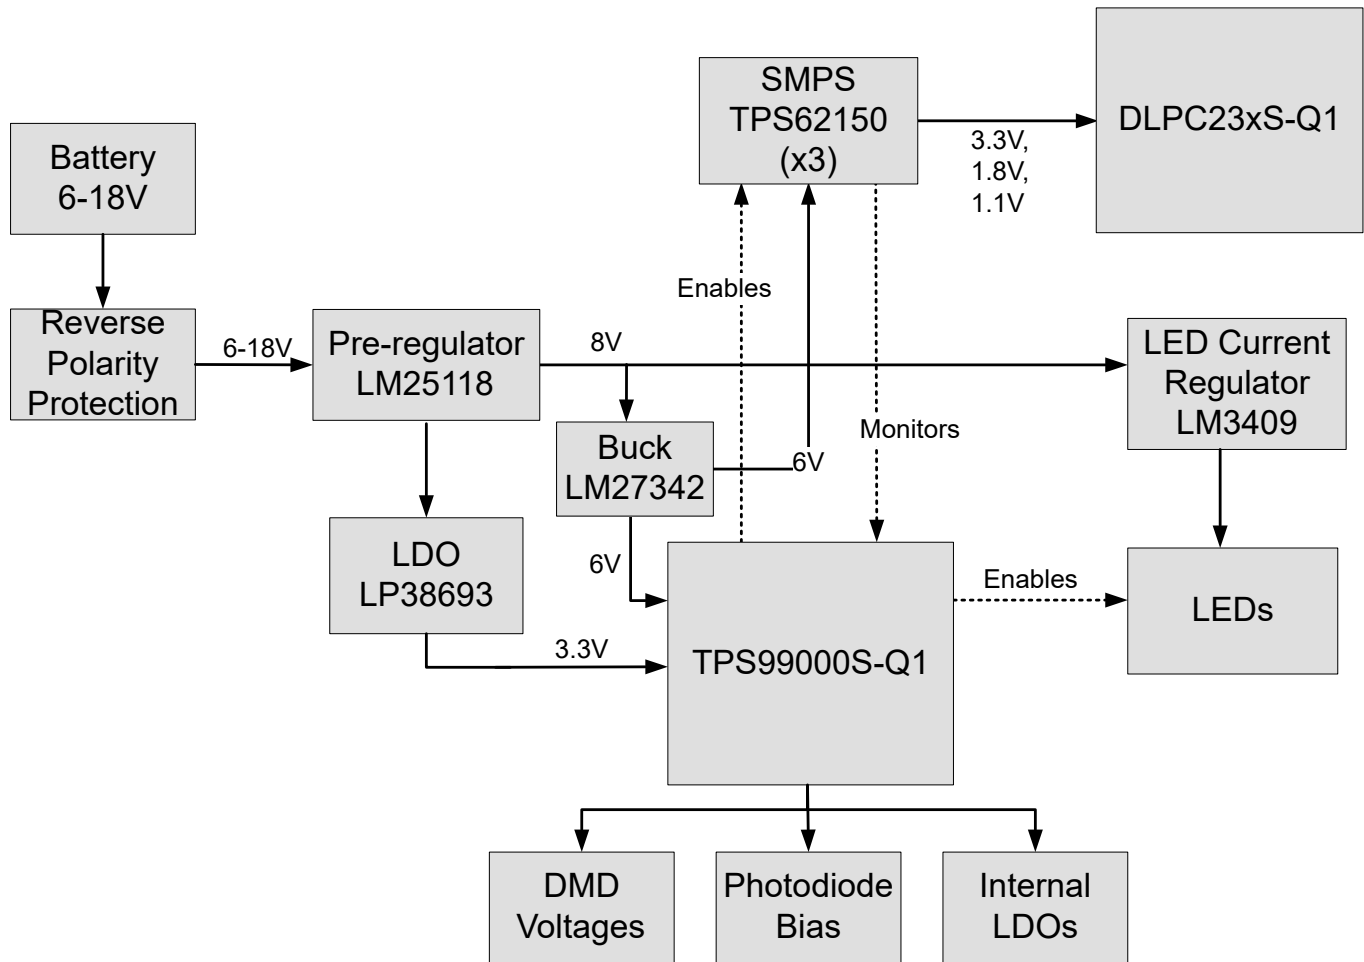 SMPS
TPS62150
(x3)
DLPC23xS-Q1
3.3V,
1.8V,
1.1V
Battery
6-18V
Enables
Reverse
Polarity
Protection
6-18V
Pre-regulator
LM25118
8V
LED Current
Regulator
LM3409
Monitors
Buck
LM27342
6V
LDO
LP38693
6V
3.3V
TPS99000S-Q1
Enables
LEDs
DMD
Voltages
Photodiode
Bias
Internal
LDOs